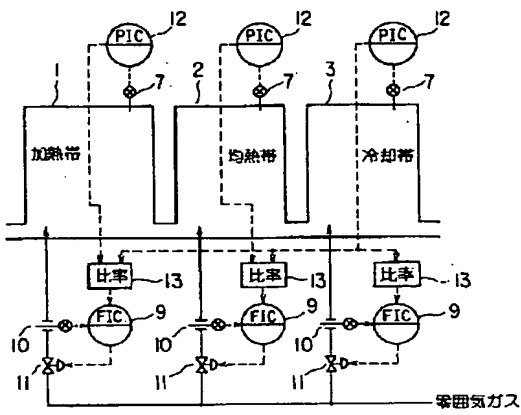 PIC 12 PIC 12 PIC 12
1 7 2 7 3 7
加熱帯 均熱帯 冷却帯
比率 13 比率 13 比率 13
FIC 9 FIC 9 FIC 9
10 10 10
11 11 11
雰囲気ガス